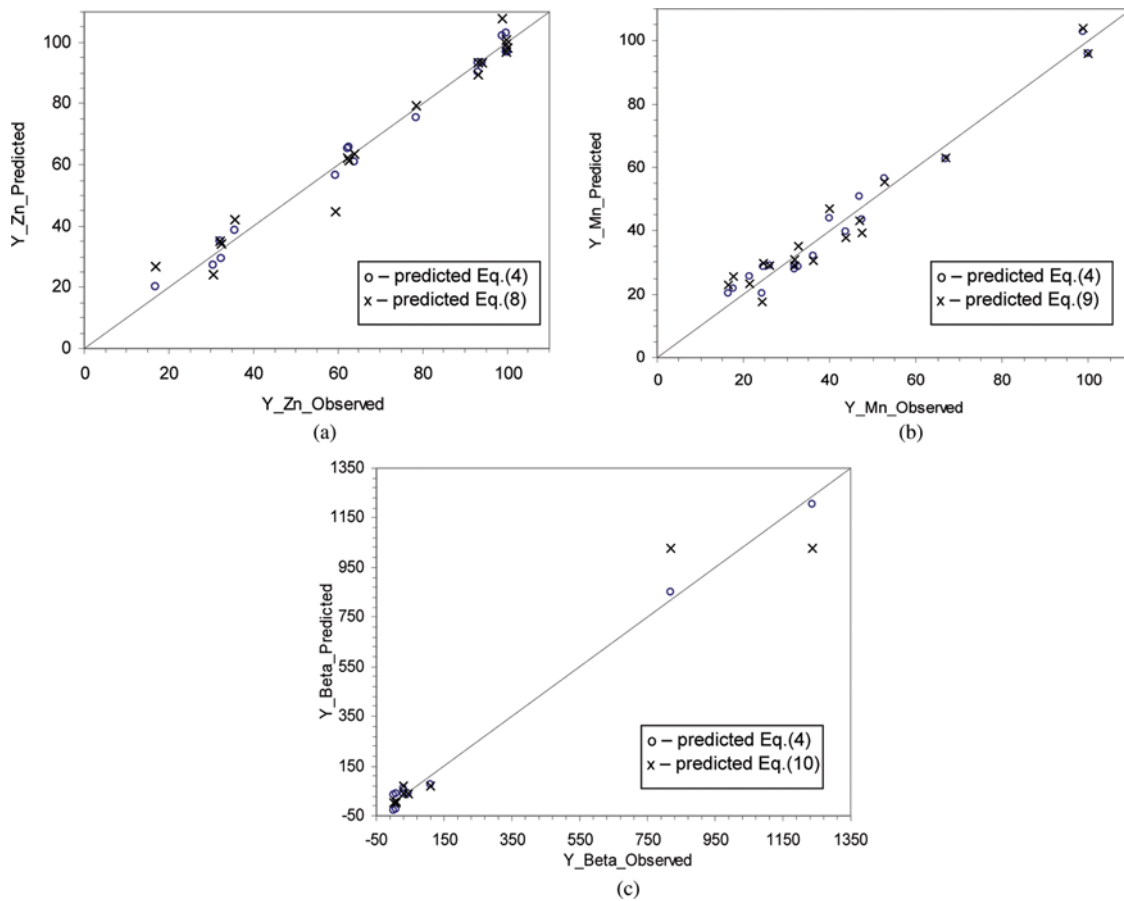 100
80
60
40
20
0
Y_Zn_Predicted
o – predicted Eq.(4)
x – predicted Eq.(8)
0 20 40 60 80 100
Y_Zn_Observed
(a)
100
80
60
40
20
0
Y_Mn_Predicted
o – predicted Eq.(4)
x – predicted Eq.(9)
0 20 40 60 80 100
Y_Mn_Observed
(b)
1350
1150
950
750
550
350
150
-50
Y_Beta_Predicted
o – predicted Eq.(4)
x – predicted Eq.(10)
-50 150 350 550 750 950 1150 1350
Y_Beta_Observed
(c)